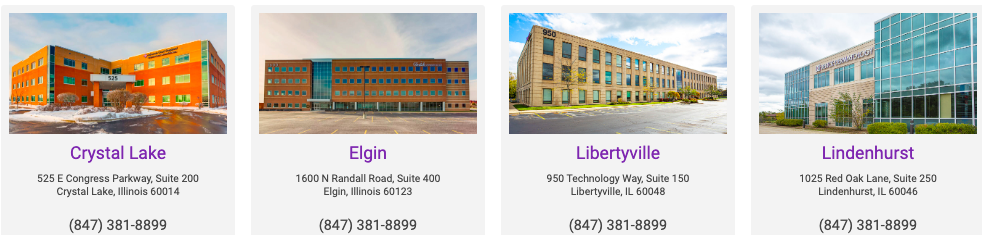 525
950
Crystal Lake
525 E Congress Parkway, Suite 200
Crystal Lake, Illinois 60014
(847) 381-8899
Elgin
1600 N Randall Road, Suite 400
Elgin, Illinois 60123
(847) 381-8899
Libertyville
950 Technology Way, Suite 150
Libertyville, IL 60048
(847) 381-8899
Lindenhurst
1025 Red Oak Lane, Suite 250
Lindenhurst, IL 60046
(847) 381-8899